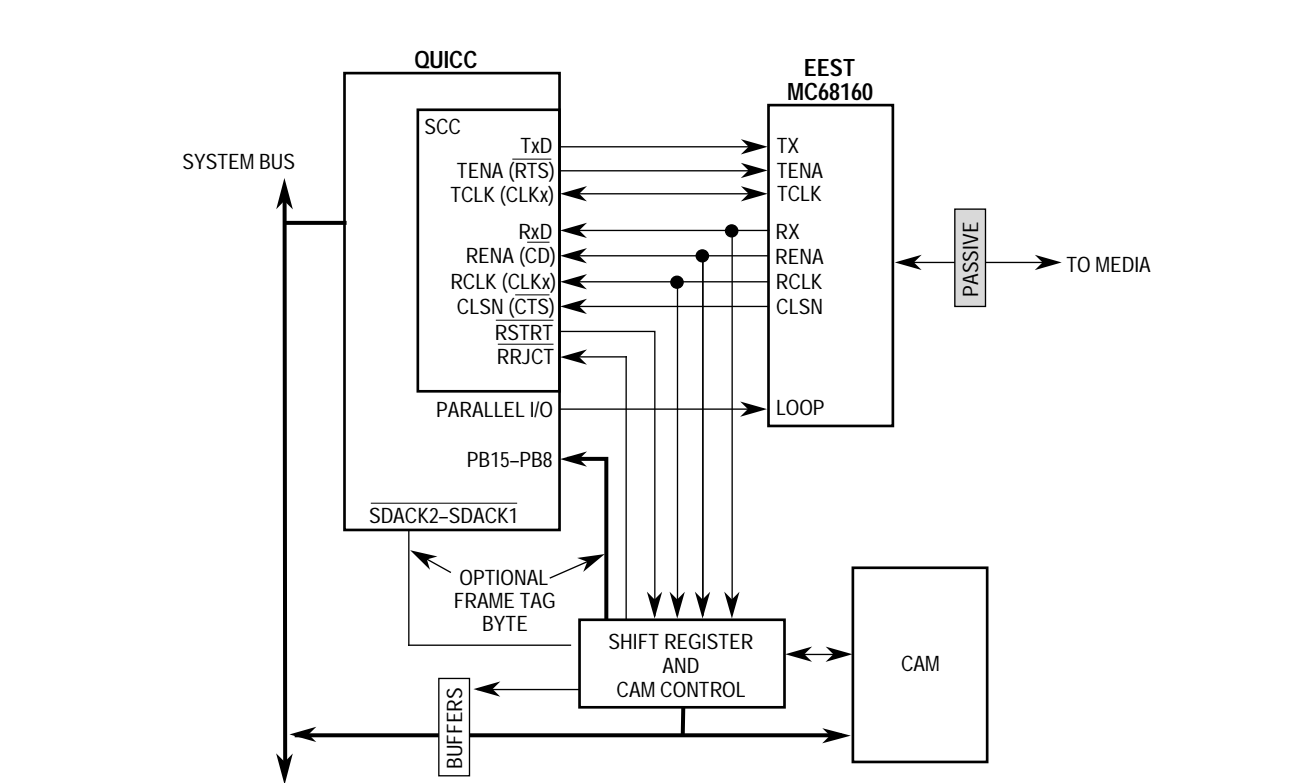 QUICC
EEST
MC68160
SCC
SYSTEM BUS
TxD
TENA (RTS)
TCLK (CLKx)
RxD
RENA (CD)
RCLK (CLKx)
CLSN (CTS)
RSTRT
RRJCT
PARALLEL I/O
PB15–PB8
SDACK2–SDACK1
TX
TENA
TCLK
RX
RENA
RCLK
CLSN
LOOP
PASSIVE
TO MEDIA
OPTIONAL
FRAME TAG
BYTE
SHIFT REGISTER
AND
CAM CONTROL
CAM
BUFFERS